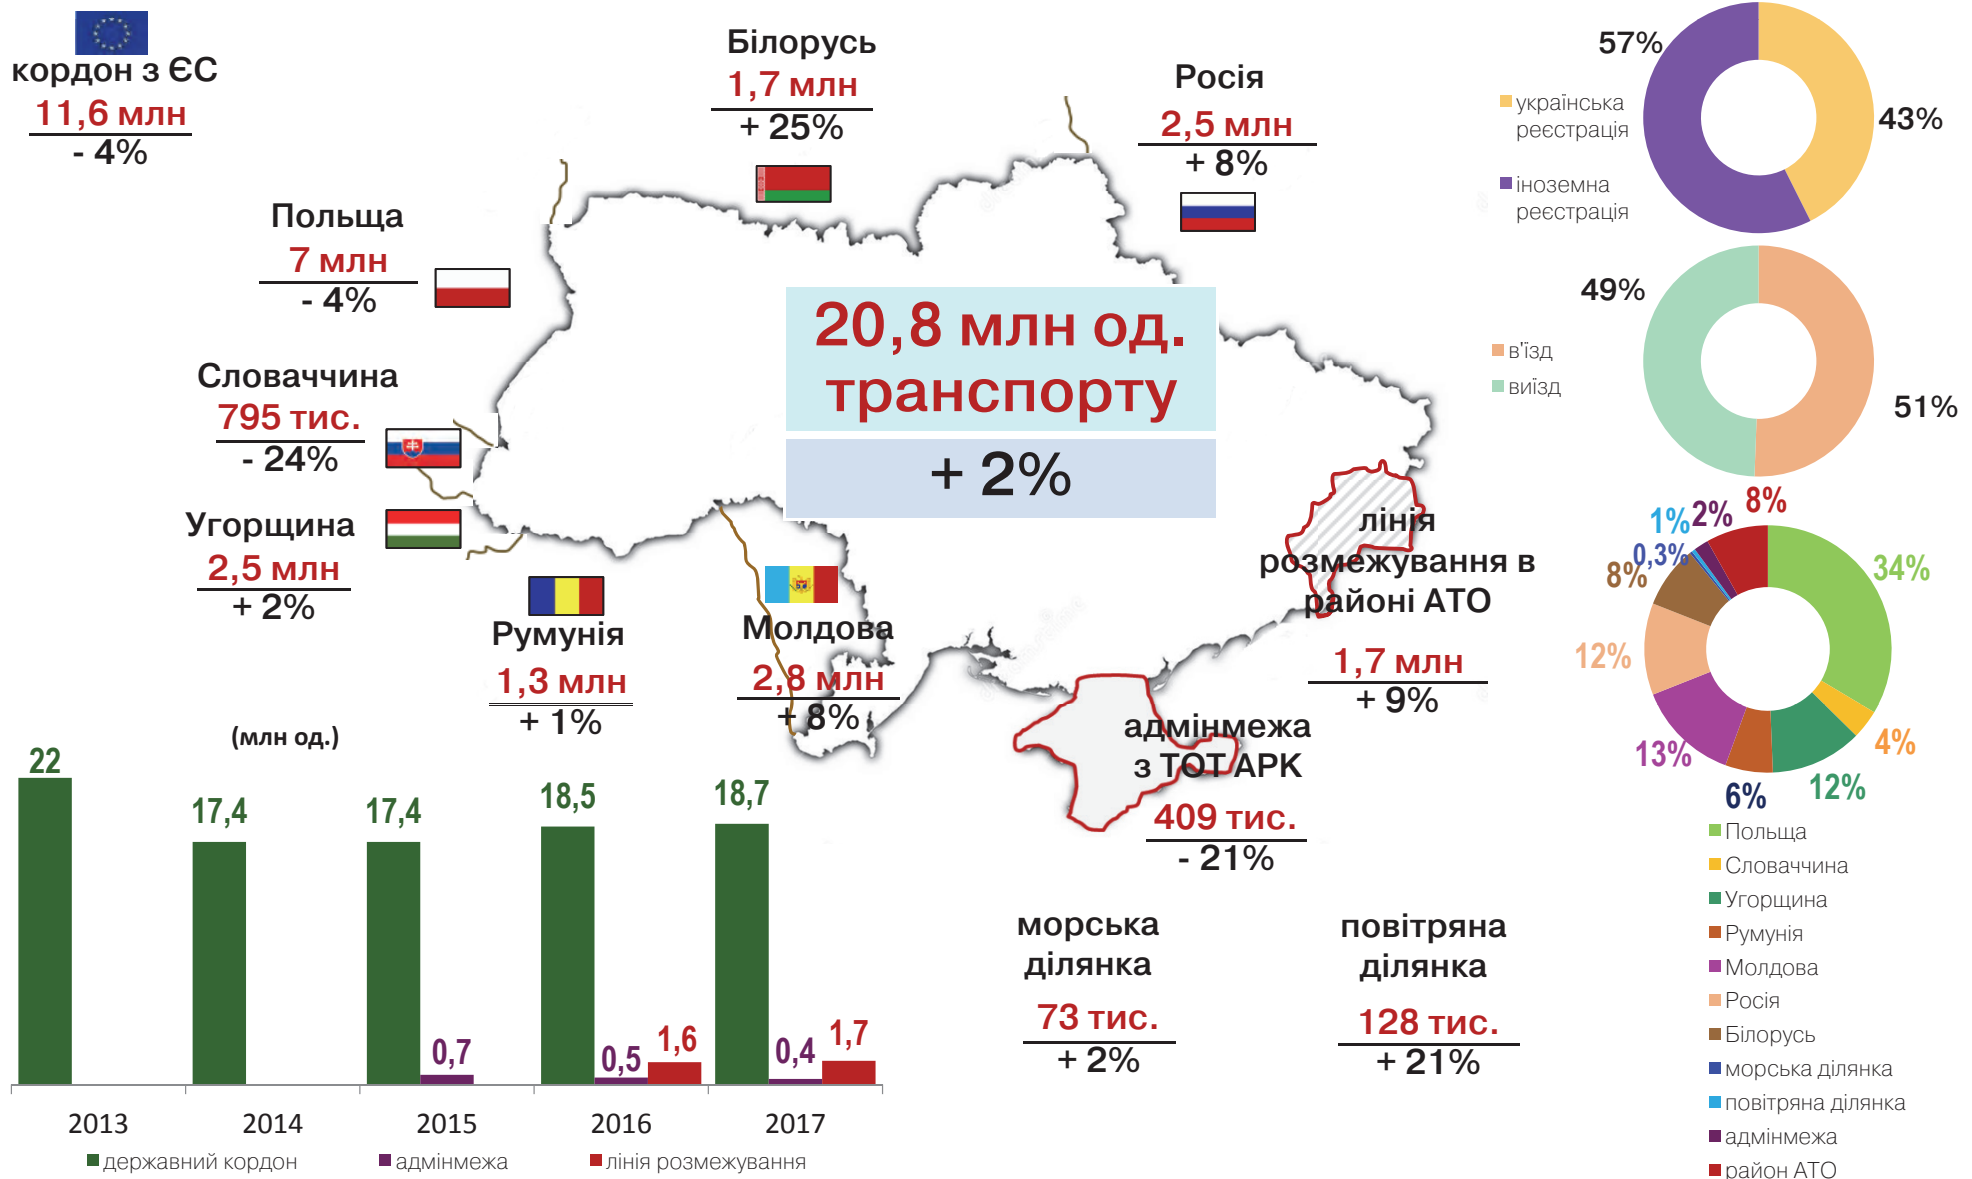 кордон з ЄС
11,6 млн
- 4%
Білорусь
1,7 млн
+ 25%
Росія
2,5 млн
+ 8%
Польща
7 млн
- 4%
Словаччина
795 тис.
- 24%
Угорщина
2,5 млн
+ 2%
Румунія
1,3 млн
+ 1%
Молдова
2,8 млн
+ 8%
20,8 млн од.
транспорту
+ 2%
лінія
розмежування в
районі АТО
1,7 млн
+ 9%
адмінмежа
з ТОТ АРК
409 тис.
- 21%
морська
ділянка
73 тис.
+ 2%
повітряна
ділянка
128 тис.
+ 21%
57%
43%
українська
реєстрація
іноземна
реєстрація
49%
51%
в'їзд
виїзд
1%
2%
8%
0,3%
8%
34%
12%
13%
4%
6%
12%
Польща
Словаччина
Угорщина
Румунія
Молдова
Росія
Білорусь
морська ділянка
повітряна ділянка
адмінмежа
район АТО
(млн од.)
22
17,4
17,4
18,5
18,7
0,7
0,5
1,6
0,4
1,7
2013
2014
2015
2016
2017
державний кордон
адмінмежа
лінія розмежування